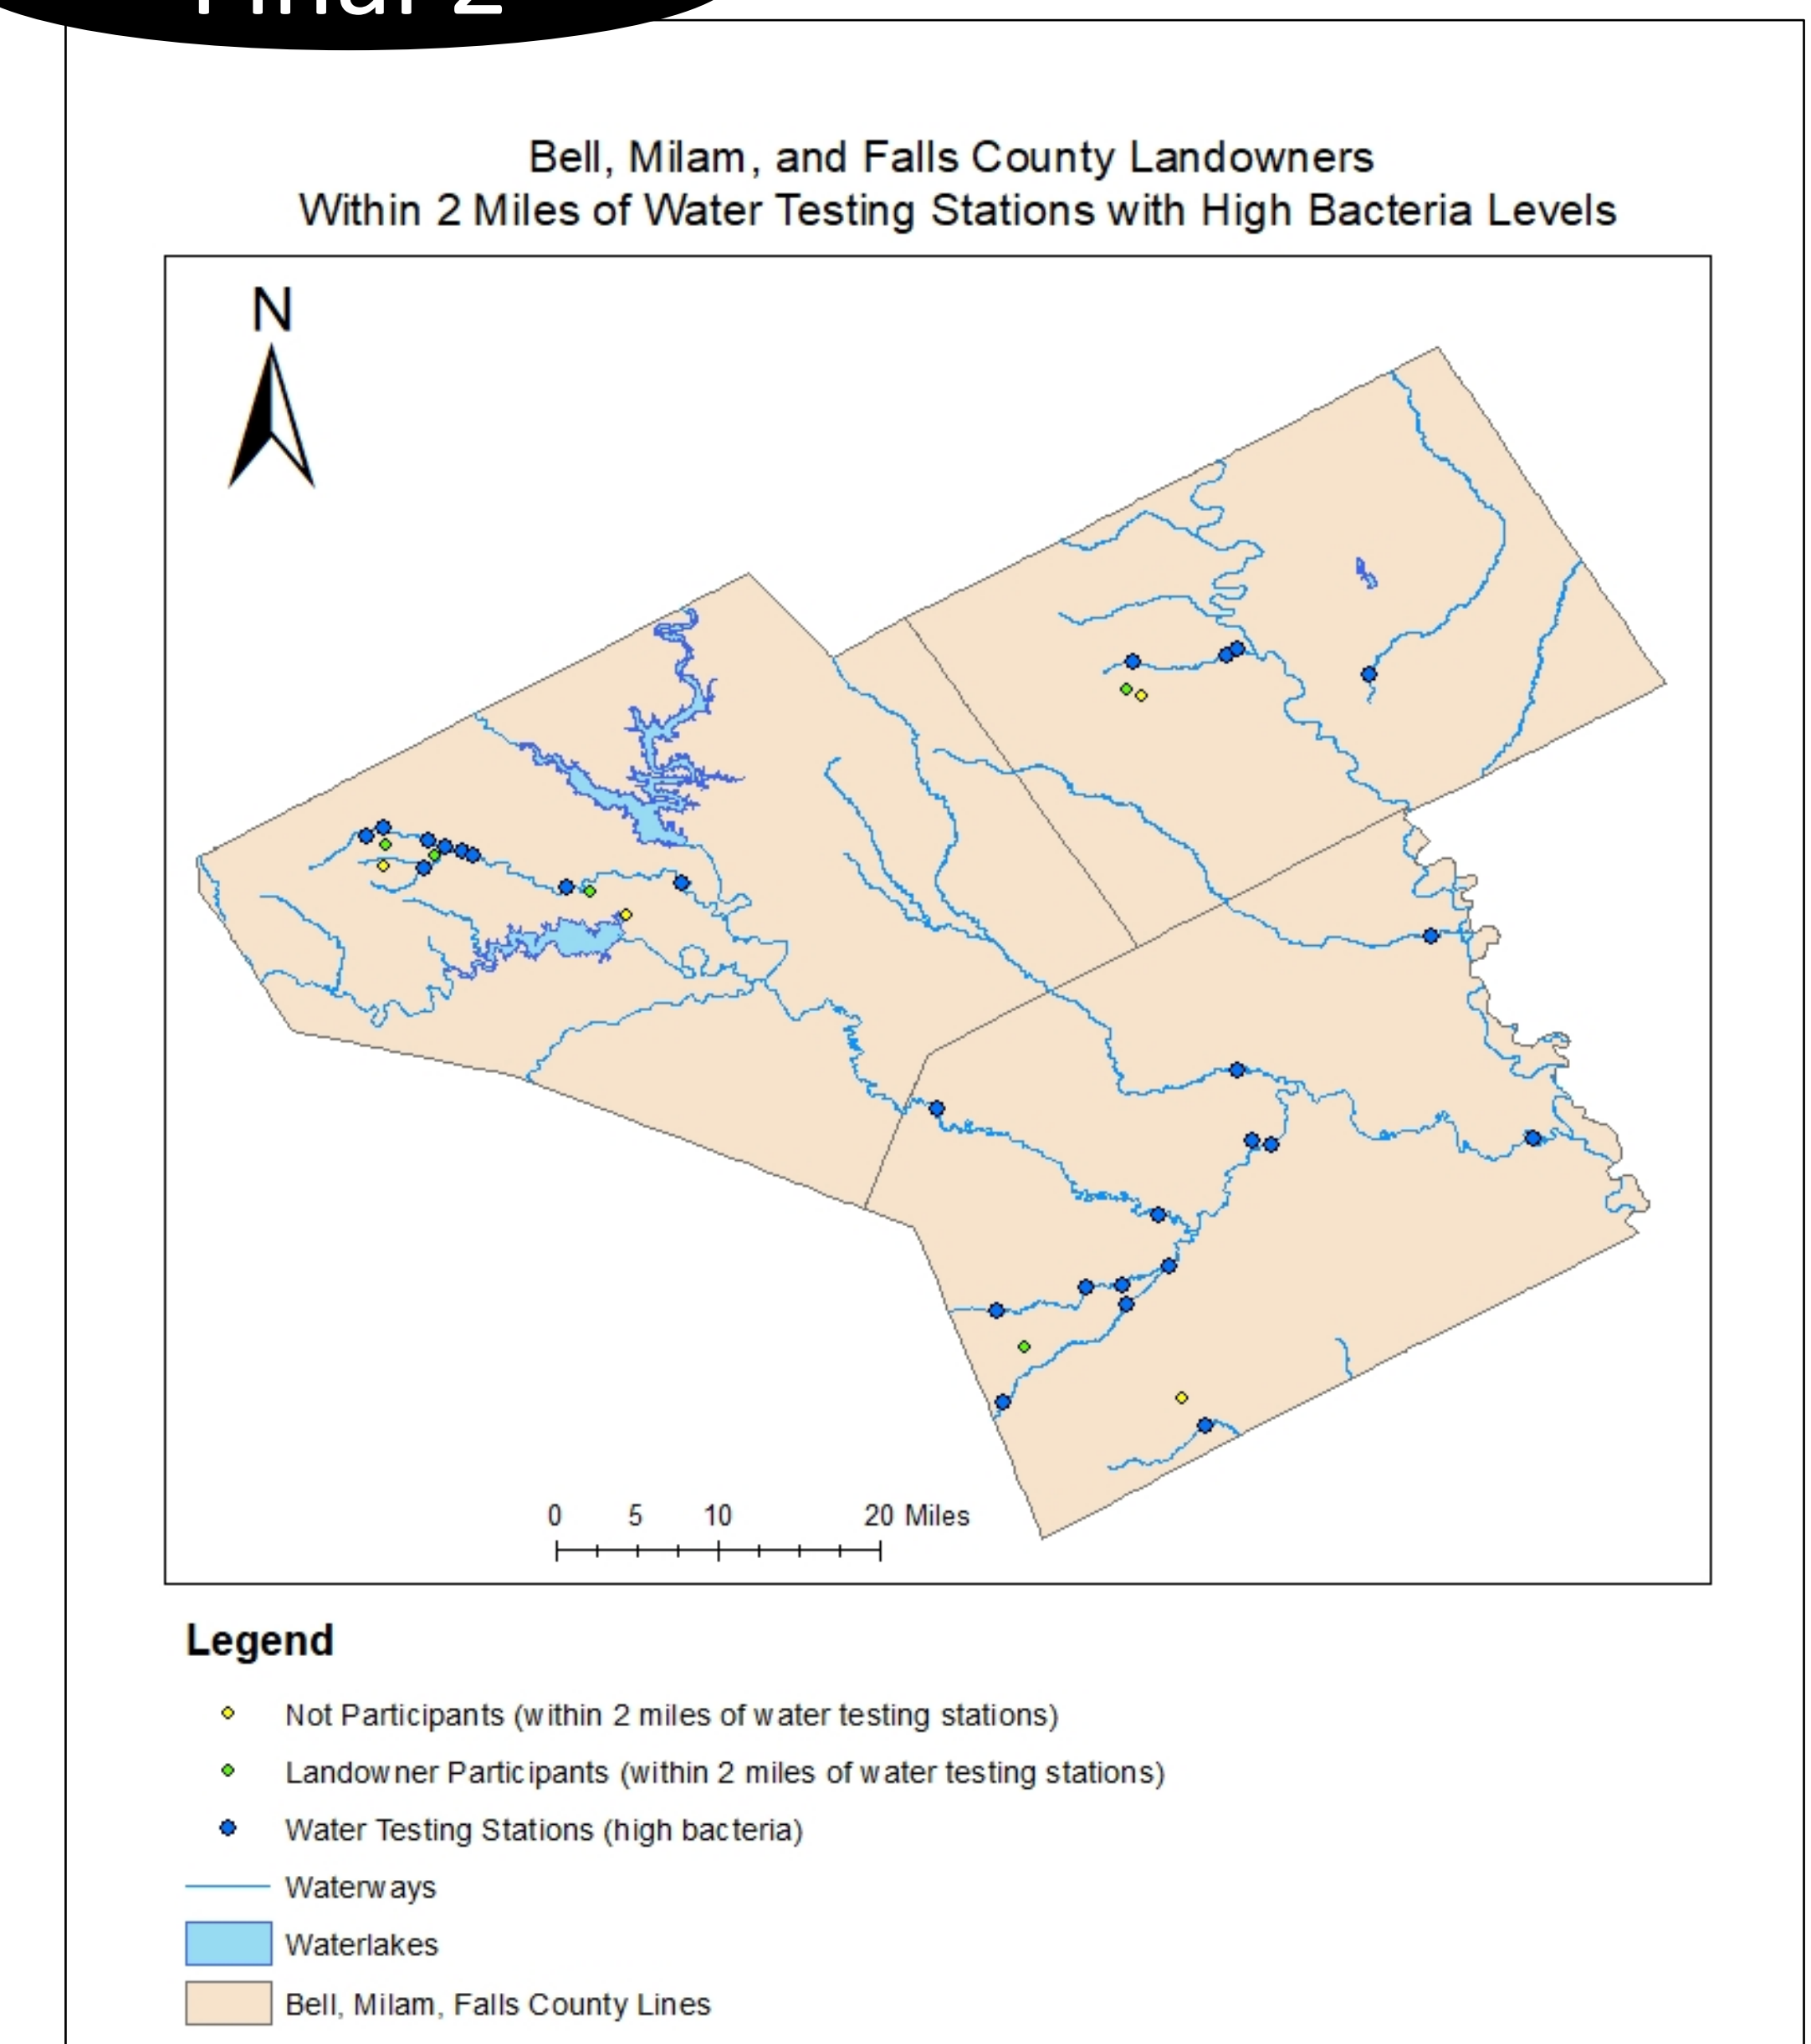 Final 2
Bell, Milam, and Falls County Landowners
Within 2 Miles of Water Testing Stations with High Bacteria Levels
N
0 5 10 20 Miles
Legend
Not Participants (within 2 miles of water testing stations)
Landowner Participants (within 2 miles of water testing stations)
Water Testing Stations (high bacteria)
Waterways
Waterlakes
Bell, Milam, Falls County Lines